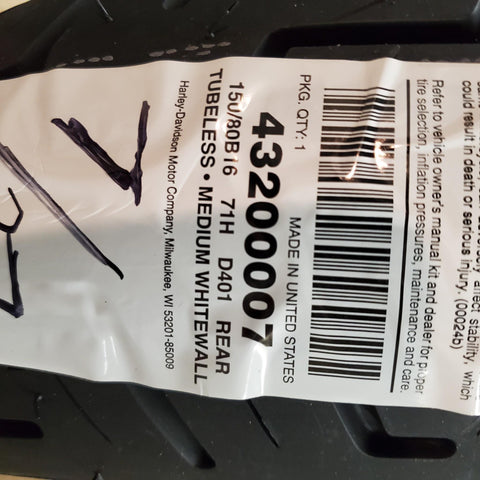 could result in death or serious injury. (00024b)
Refer to vehicle owner's manual kit and dealer for proper
tire selection, inflation pressures, maintenance and care.
PKG. QTY: 1 MADE IN UNITED STATES
43200007
150/80B16 71H D401 REAR
TUBELESS • MEDIUM WHITEWALL
Harley-Davidson Motor Company, Milwaukee, WI 53201-85009